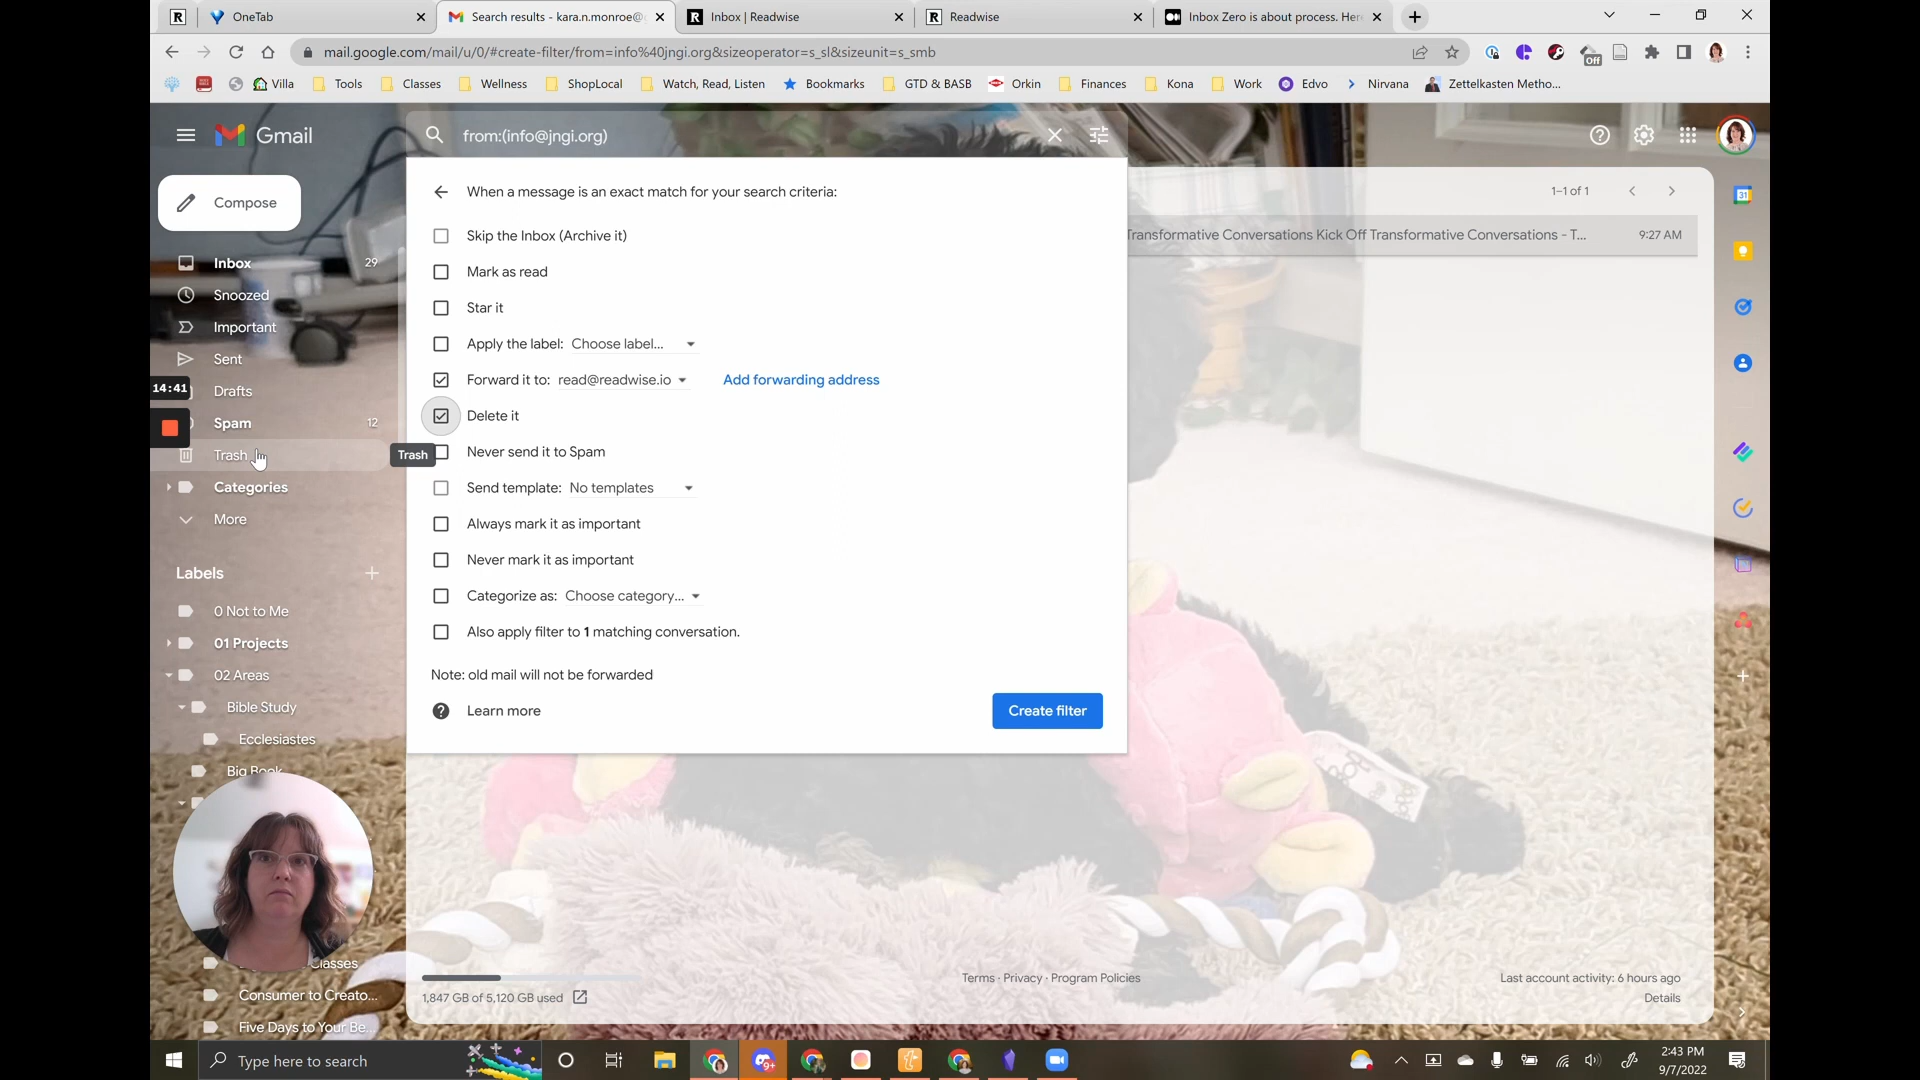 OneTab
Search results - kara.n.monroe@
Inbox | Readwise
Readwise
Inbox Zero is about process. Her
mail.google.com/mail/u/0/#create-filter/from=info%40jngi.org&sizeoperator=s_sl&sizeunit=s_smb
Off
Villa
Tools
Classes
Wellness
ShopLocal
Watch, Read, Listen
Bookmarks
GTD & BASB
Orkin
Finances
Kona
Work
Edvo
Nirvana
Zettelkasten Metho...
Gmail
from:(info@jngi.org)
Compose
When a message is an exact match for your search criteria:
1–1 of 1
31
Skip the Inbox (Archive it)
Transformative Conversations Kick Off Transformative Conversations - T...
9:27 AM
Inbox
29
Mark as read
Snoozed
Star it
Important
Apply the label: Choose label...
Sent
Forward it to: read@readwise.io
Add forwarding address
14:41
Drafts
Delete it
Spam
12
Never send it to Spam
Trash
Trash
Send template: No templates
Categories
Always mark it as important
More
Never mark it as important
Labels
Categorize as: Choose category...
0 Not to Me
Also apply filter to 1 matching conversation.
01 Projects
Note: old mail will not be forwarded
02 Areas
Learn more
Create filter
Bible Study
Ecclesiastes
Big Book
Classes
Consumer to Creato...
Five Days to Your Be...
Terms · Privacy · Program Policies
Last account activity: 6 hours ago
1,847 GB of 5,120 GB used
Details
Type here to search
9+
2:43 PM
9/7/2022